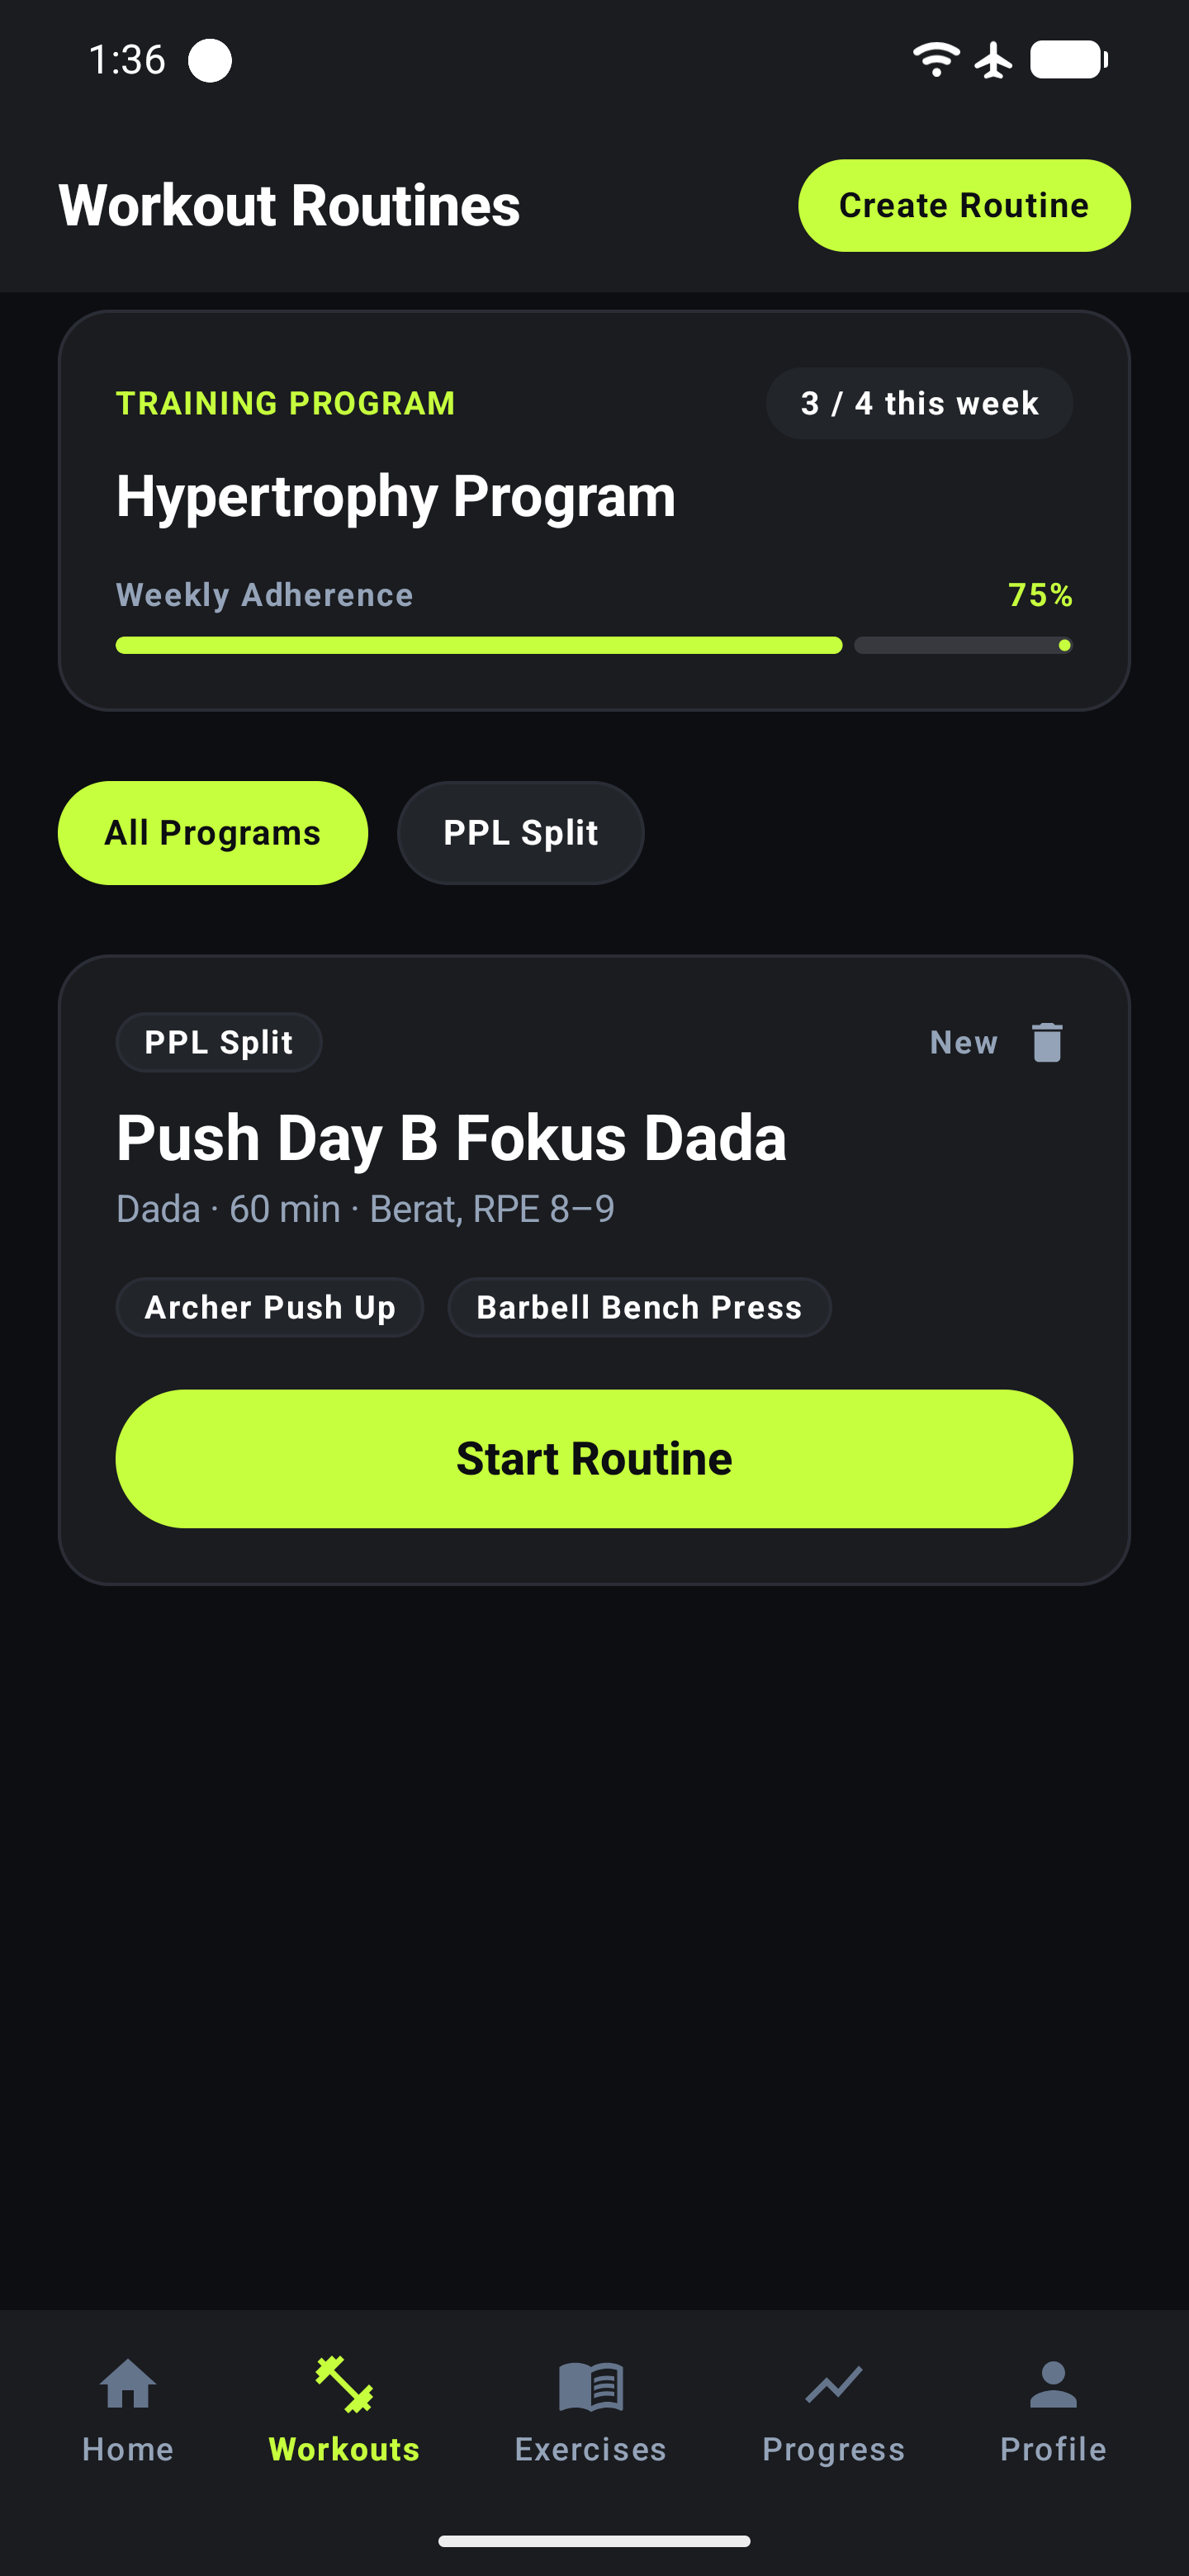 1:36
Workout Routines
Create Routine
TRAINING PROGRAM
3 / 4 this week
Hypertrophy Program
Weekly Adherence
75%
All Programs
PPL Split
PPL Split
New
Push Day B Fokus Dada
Dada · 60 min · Berat, RPE 8–9
Archer Push Up
Barbell Bench Press
Start Routine
Home
Workouts
Exercises
Progress
Profile